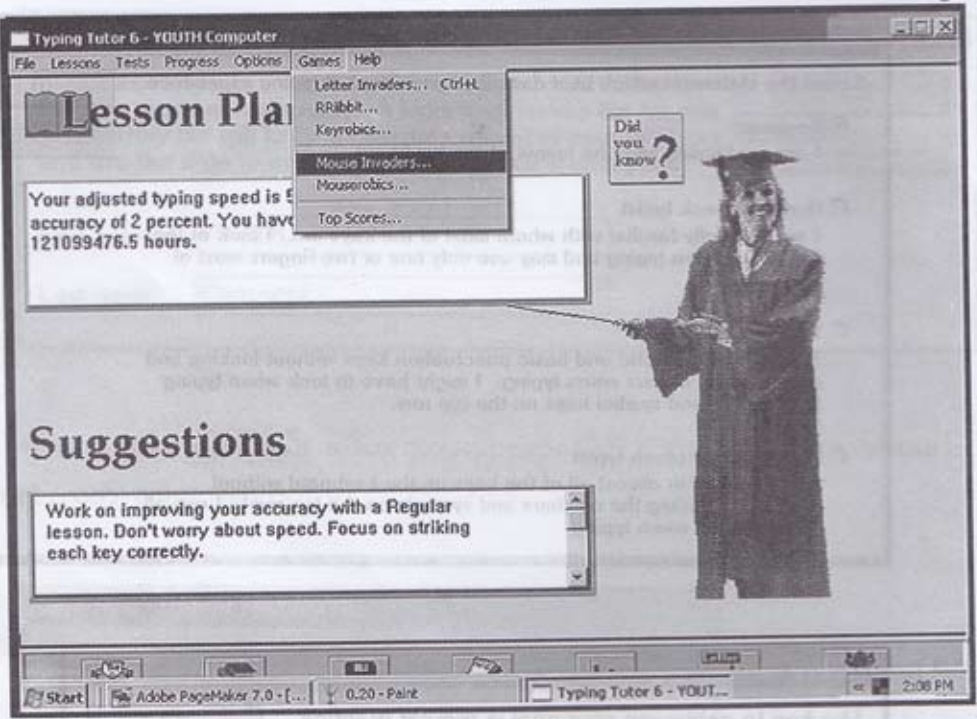 Typing Tutor 6 - YOUTH Computer
File Lessons Tests Progress Options Games Help
Letter Invaders... Ctrl+L
RRiibbit...
Keyrobics...
Mouse Invaders...
Mouserobics...
Top Scores...
Lesson Plan
Did
you
know?
Your adjusted typing speed is
accuracy of 2 percent. You have
121099476.5 hours.
Suggestions
Work on improving your accuracy with a Regular
lesson. Don't worry about speed. Focus on striking
each key correctly.
Start Adobe PageMaker 7.0 - [... 0.20 - Paint Typing Tutor 6 - YOUT... 2:08 PM